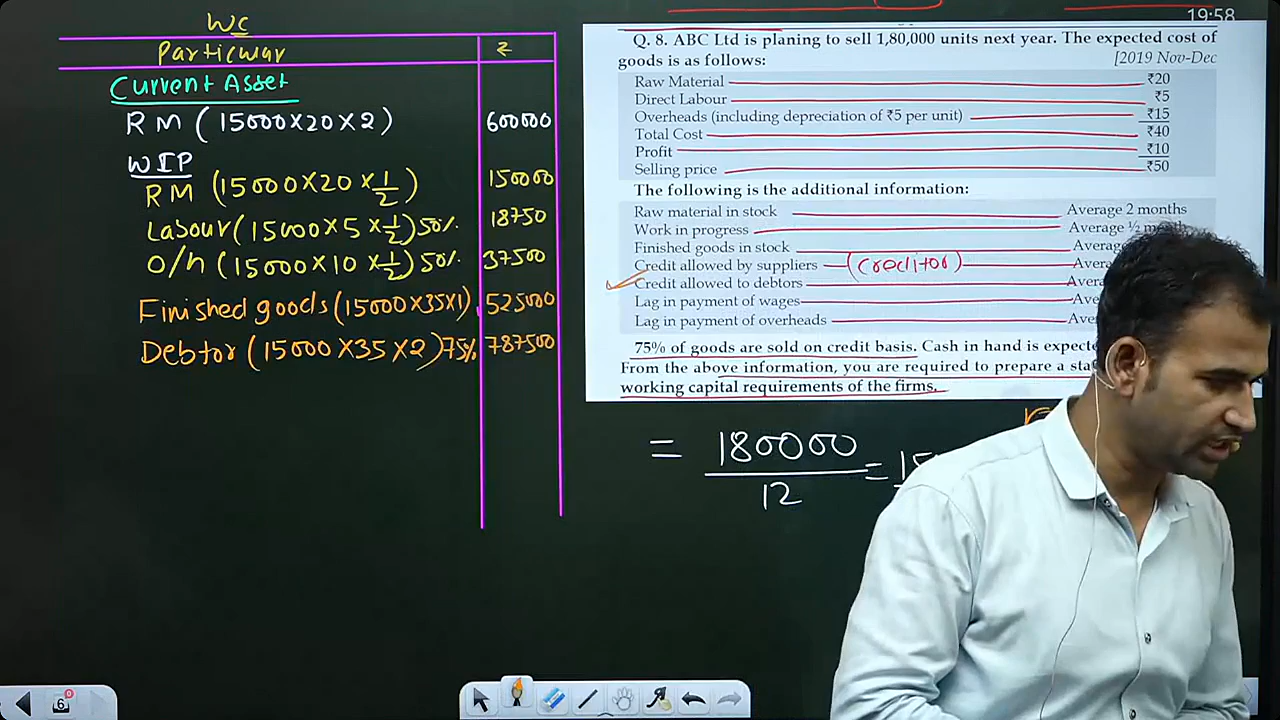 19:58
WC
Particular ₹
Current Asset
RM (15000×20×2) 600000
WIP
RM (15000×20×1/2) 150000
Labour (15000×5×1/2)50% 18750
O/h (15000×10×1/2)50% 37500
Finished goods (15000×35×1) 525000
Debtor (15000×35×2)75% 787500
Q. 8. ABC Ltd is planing to sell 1,80,000 units next year. The expected cost of
goods is as follows: [2019 Nov-Dec
Raw Material ₹20
Direct Labour ₹5
Overheads (including depreciation of ₹5 per unit) ₹15
Total Cost ₹40
Profit ₹10
Selling price ₹50
The following is the additional information:
Raw material in stock Average 2 months
Work in progress Average ½ month
Finished goods in stock Average
Credit allowed by suppliers (Creditor)
Credit allowed to debtors
Lag in payment of wages
Lag in payment of overheads
75% of goods are sold on credit basis. Cash in hand is
From the above information, you are required to prepare a
working capital requirements of the firms.
= 180000/12 =
6